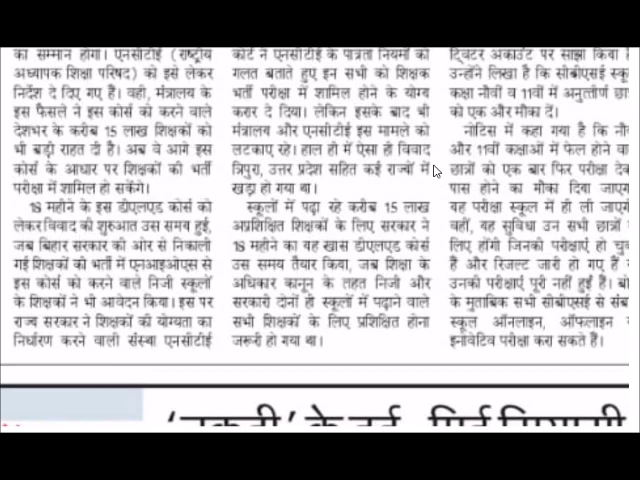 का सम्मान होगा। एनसीटीई (राष्ट्रीय
अध्यापक शिक्षा परिषद) को इसे लेकर
निर्देश दे दिए गए हैं। वही, मंत्रालय के
इस फैसले ने इस कोर्स को करने वाले
देशभर के करीब 15 लाख शिक्षकों को
भी बड़ी राहत दी है। अब वे आगे इस
कोर्स के आधार पर शिक्षकों की भर्ती
परीक्षा में शामिल हो सकेंगे।
18 महीने के इस डीएलएड कोर्स को
लेकर विवाद की शुरुआत उस समय हुई,
जब बिहार सरकार की ओर से निकाली
गई शिक्षकों की भर्ती में एनआइओएस से
इस कोर्स को करने वाले निजी स्कूलों
के शिक्षकों ने भी आवेदन किया। इस पर
राज्य सरकार ने शिक्षकों की योग्यता का
निर्धारण करने वाली संस्था एनसीटीई
कोर्ट ने एनसीटीई के पात्रता नियमों को
गलत बताते हुए इन सभी को शिक्षक
भर्ती परीक्षा में शामिल होने के योग्य
करार दे दिया। लेकिन इसके बाद भी
मंत्रालय और एनसीटीई इस मामले को
लटकाए रहे। हाल ही में ऐसा ही विवाद
त्रिपुरा, उत्तर प्रदेश सहित कई राज्यों में
खड़ा हो गया था।
स्कूलों में पढ़ा रहे करीब 15 लाख
अप्रशिक्षित शिक्षकों के लिए सरकार ने
18 महीने का यह खास डीएलएड कोर्स
उस समय तैयार किया, जब शिक्षा के
अधिकार कानून के तहत निजी और
सरकारी दोनों ही स्कूलों में पढ़ाने वाले
सभी शिक्षकों के लिए प्रशिक्षित होना
जरूरी हो गया था।
ट्विटर अकाउंट पर साझा किया
उन्होंने लिखा है कि सीबीएसई स्कू
कक्षा नौवीं व 11वीं में अनुत्तीर्ण छा
को एक और मौका दें।
नोटिस में कहा गया है कि नौ
और 11वीं कक्षाओं में फेल होने वा
छात्रों को एक बार फिर परीक्षा देक
पास होने का मौका दिया जाएग
यह परीक्षा स्कूल में ही ली जाएग
वहीं, यह सुविधा उन सभी छात्रों
लिए होगी जिनकी परीक्षाएं हो चु
हैं और रिजल्ट जारी हो गए हैं
उनकी परीक्षाएं पूरी नहीं हुई हैं। बो
के मुताबिक सभी सीबीएसई से संब
स्कूल ऑनलाइन, ऑफलाइन
इनोवेटिव परीक्षा करा सकते हैं।